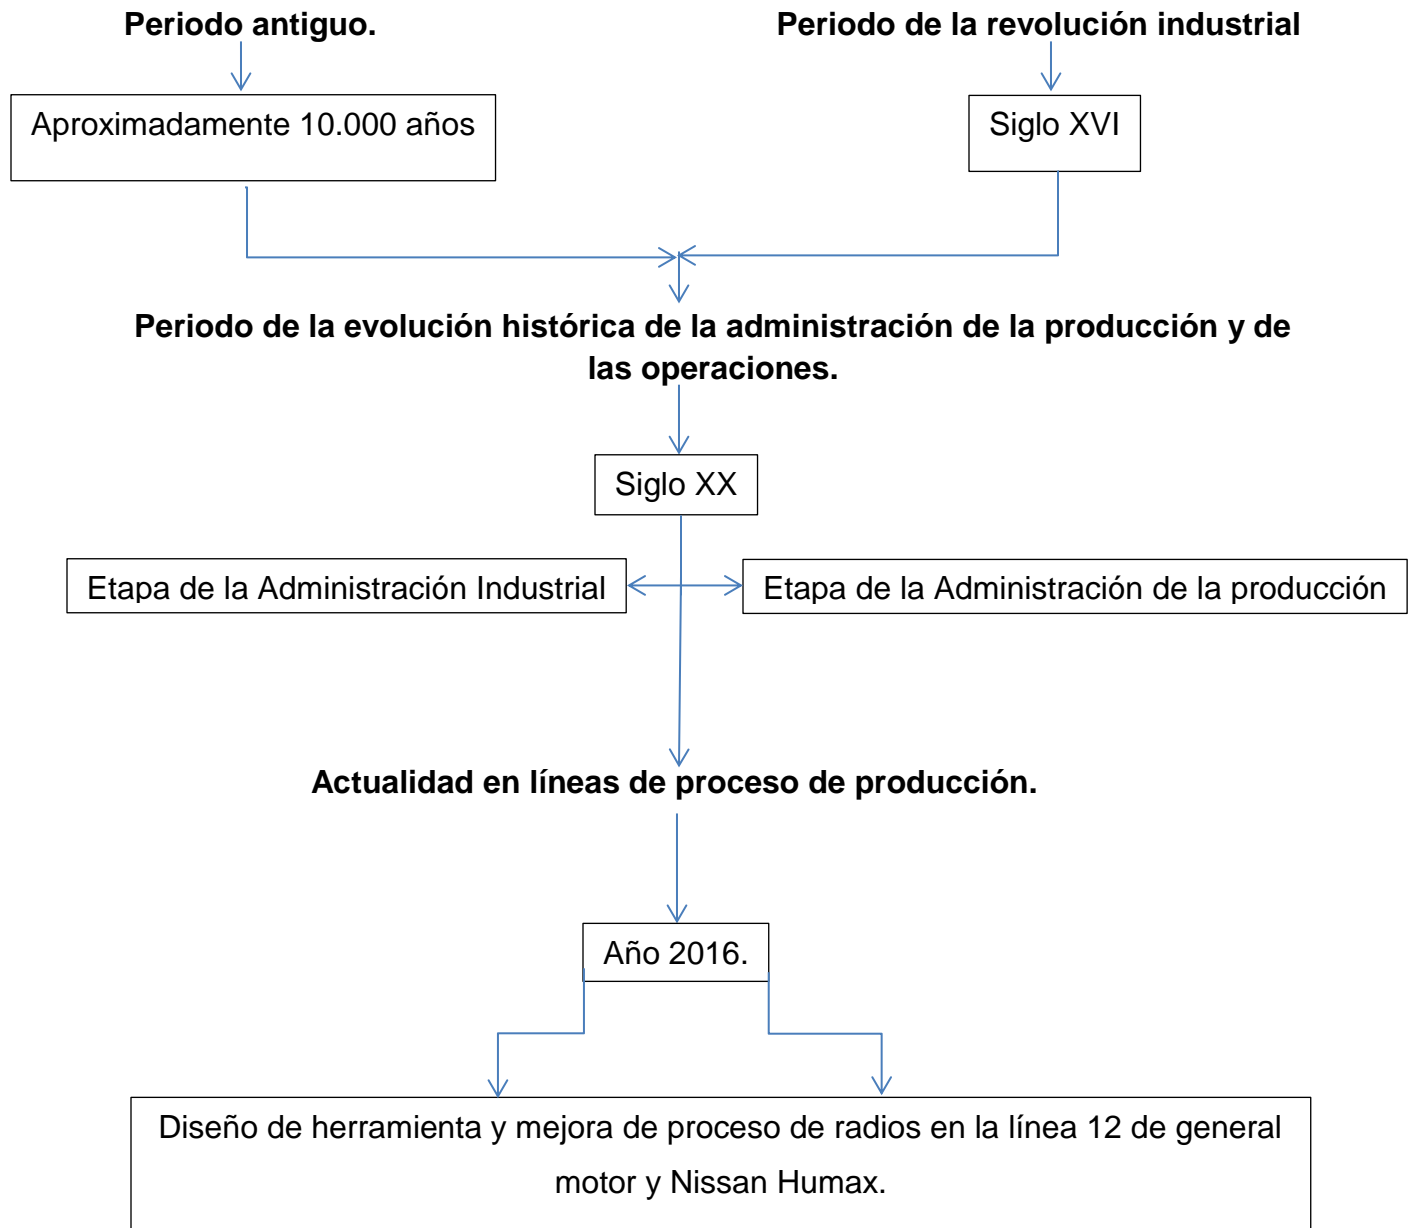 Periodo antiguo.
Periodo de la revolución industrial
Aproximadamente 10.000 años
Siglo XVI
Periodo de la evolución histórica de la administración de la producción y de
las operaciones.
Siglo XX
Etapa de la Administración Industrial
Etapa de la Administración de la producción
Actualidad en líneas de proceso de producción.
Año 2016.
Diseño de herramienta y mejora de proceso de radios en la línea 12 de general
motor y Nissan Humax.